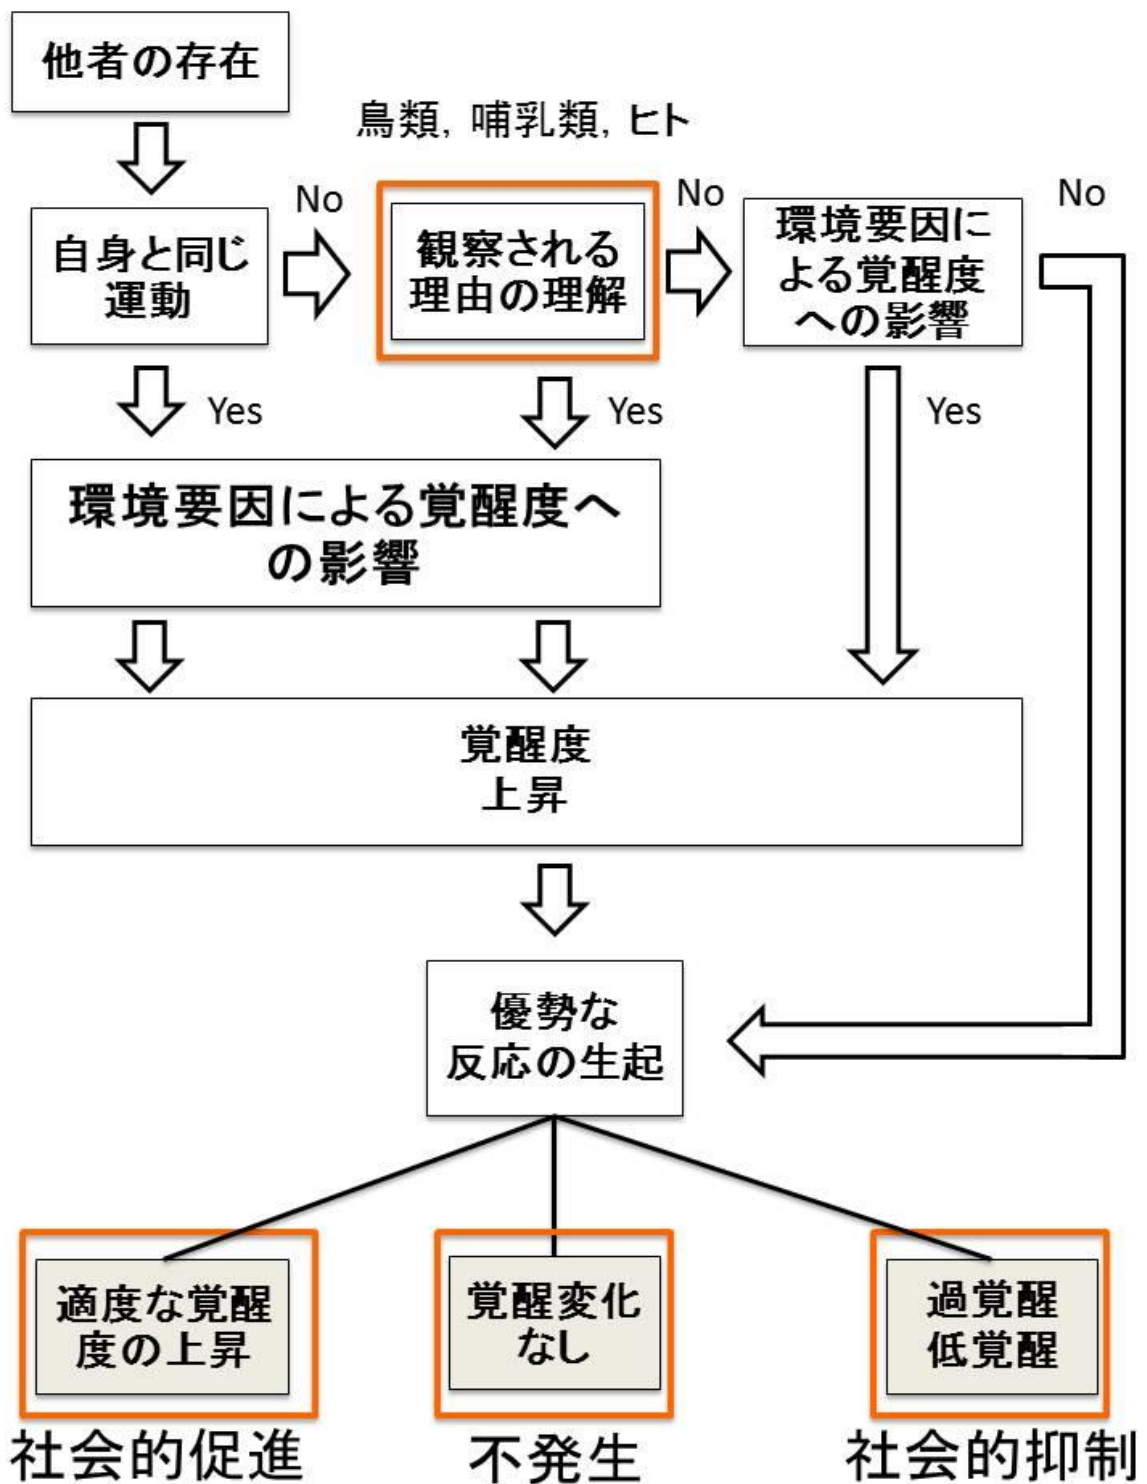 他者の存在
鳥類, 哺乳類, ヒト
No
No
No
自身と同じ
運動
観察される
理由の理解
環境要因に
よる覚醒度
への影響
Yes
Yes
Yes
環境要因による覚醒度へ
の影響
覚醒度
上昇
優勢な
反応の生起
適度な覚醒
度の上昇
覚醒変化
なし
過覚醒
低覚醒
社会的促進
不発生
社会的抑制